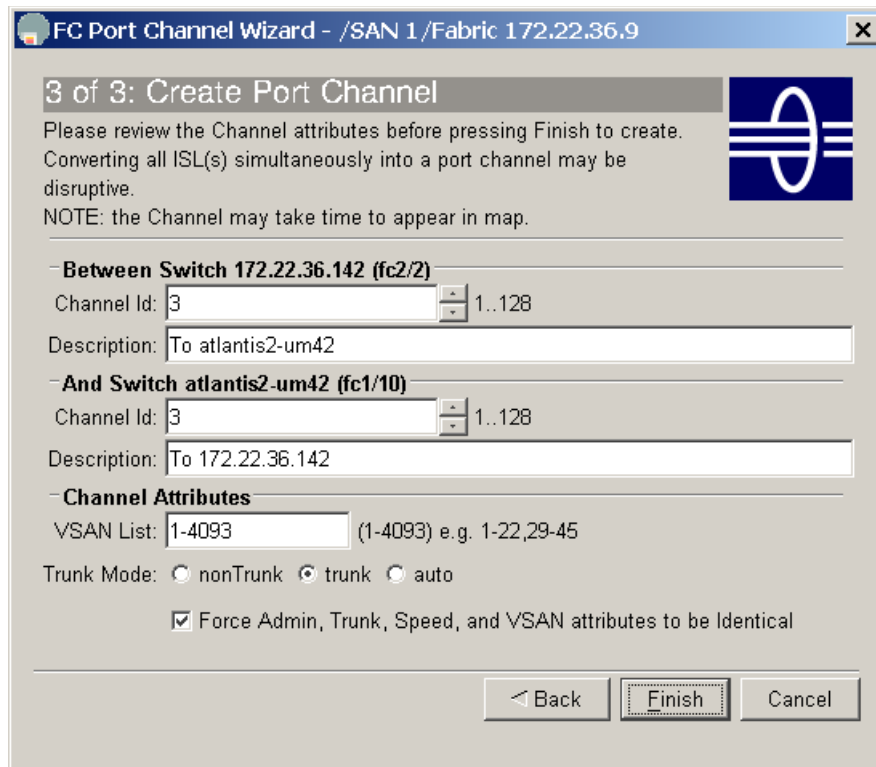 FC Port Channel Wizard - /SAN 1/Fabric 172.22.36.9
3 of 3: Create Port Channel
Please review the Channel attributes before pressing Finish to create.
Converting all ISL(s) simultaneously into a port channel may be
disruptive.
NOTE: the Channel may take time to appear in map.
Between Switch 172.22.36.142 (fc2/2)
Channel Id: 3 1..128
Description: To atlantis2-um42
And Switch atlantis2-um42 (fc1/10)
Channel Id: 3 1..128
Description: To 172.22.36.142
Channel Attributes
VSAN List: 1-4093 (1-4093) e.g. 1-22,29-45
Trunk Mode: nonTrunk trunk auto
Force Admin, Trunk, Speed, and VSAN attributes to be Identical
Back Finish Cancel